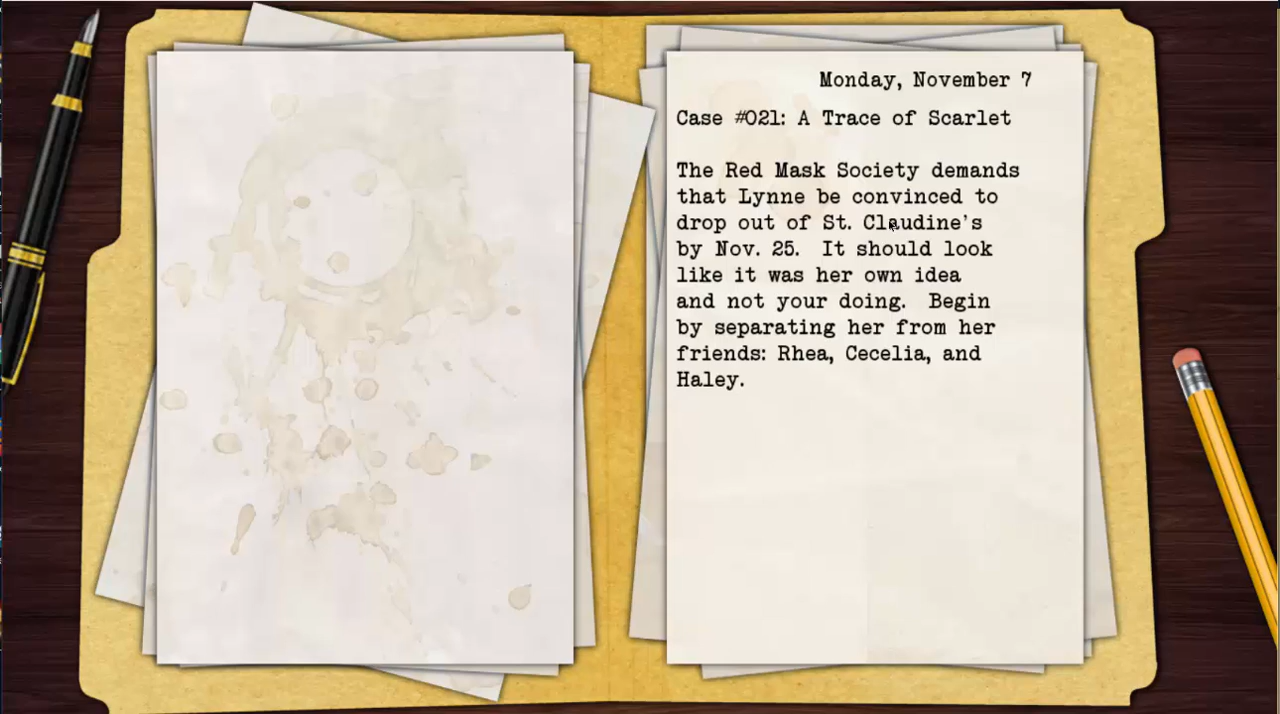 Monday, November 7
Case #021: A Trace of Scarlet
The Red Mask Society demands
that Lynne be convinced to
drop out of St. Claudine's
by Nov. 25.  It should look
like it was her own idea
and not your doing.  Begin
by separating her from her
friends: Rhea, Cecelia, and
Haley.